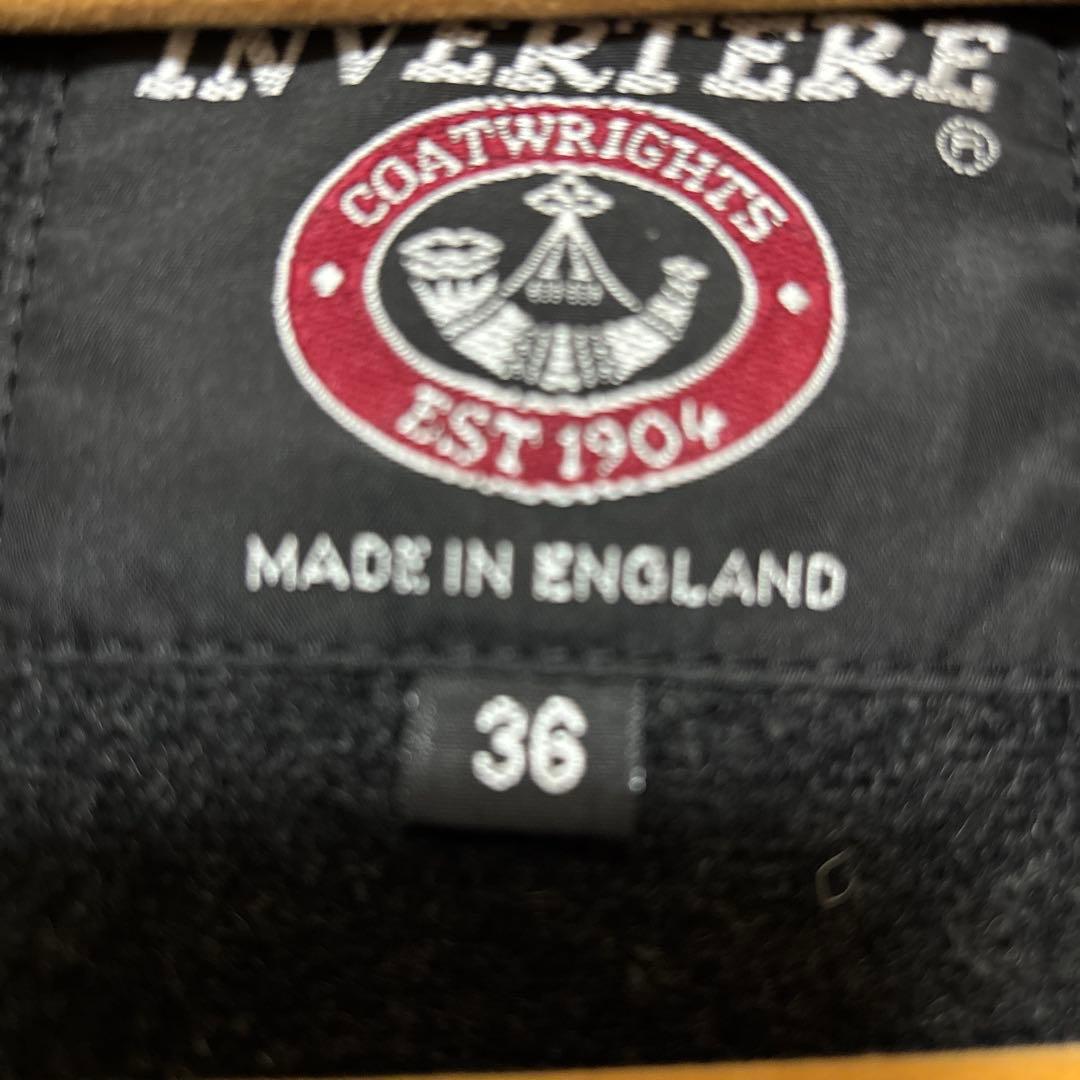 INVERTERE
®
COATWRIGHTS
EST 1904
MADE IN ENGLAND
36